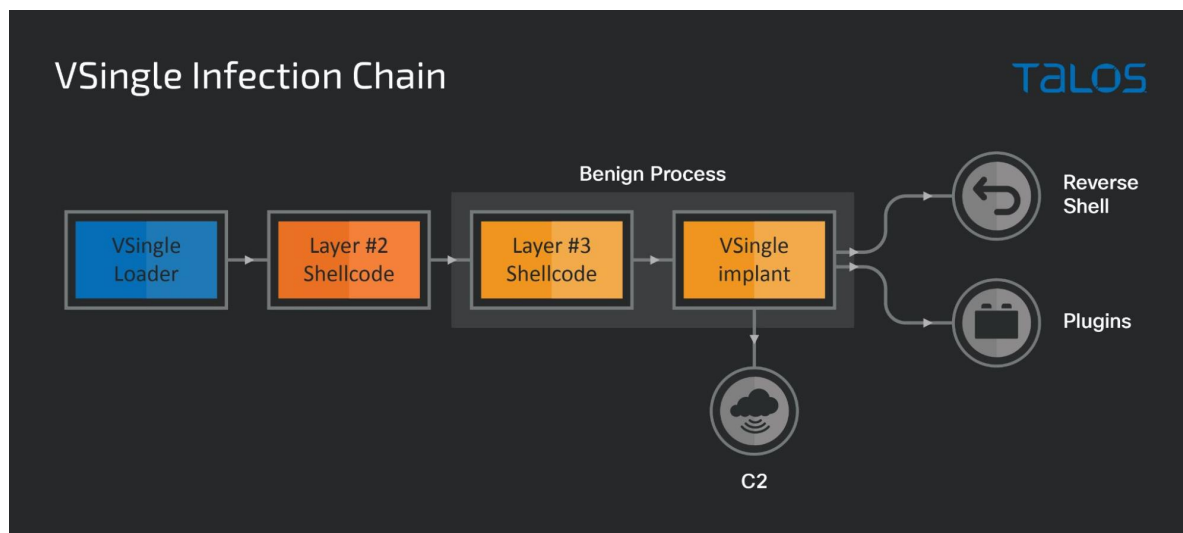 VSingle Infection Chain
TALOS
Benign Process
VSingle
Loader
Layer #2
Shellcode
Layer #3
Shellcode
VSingle
implant
Reverse
Shell
Plugins
C2